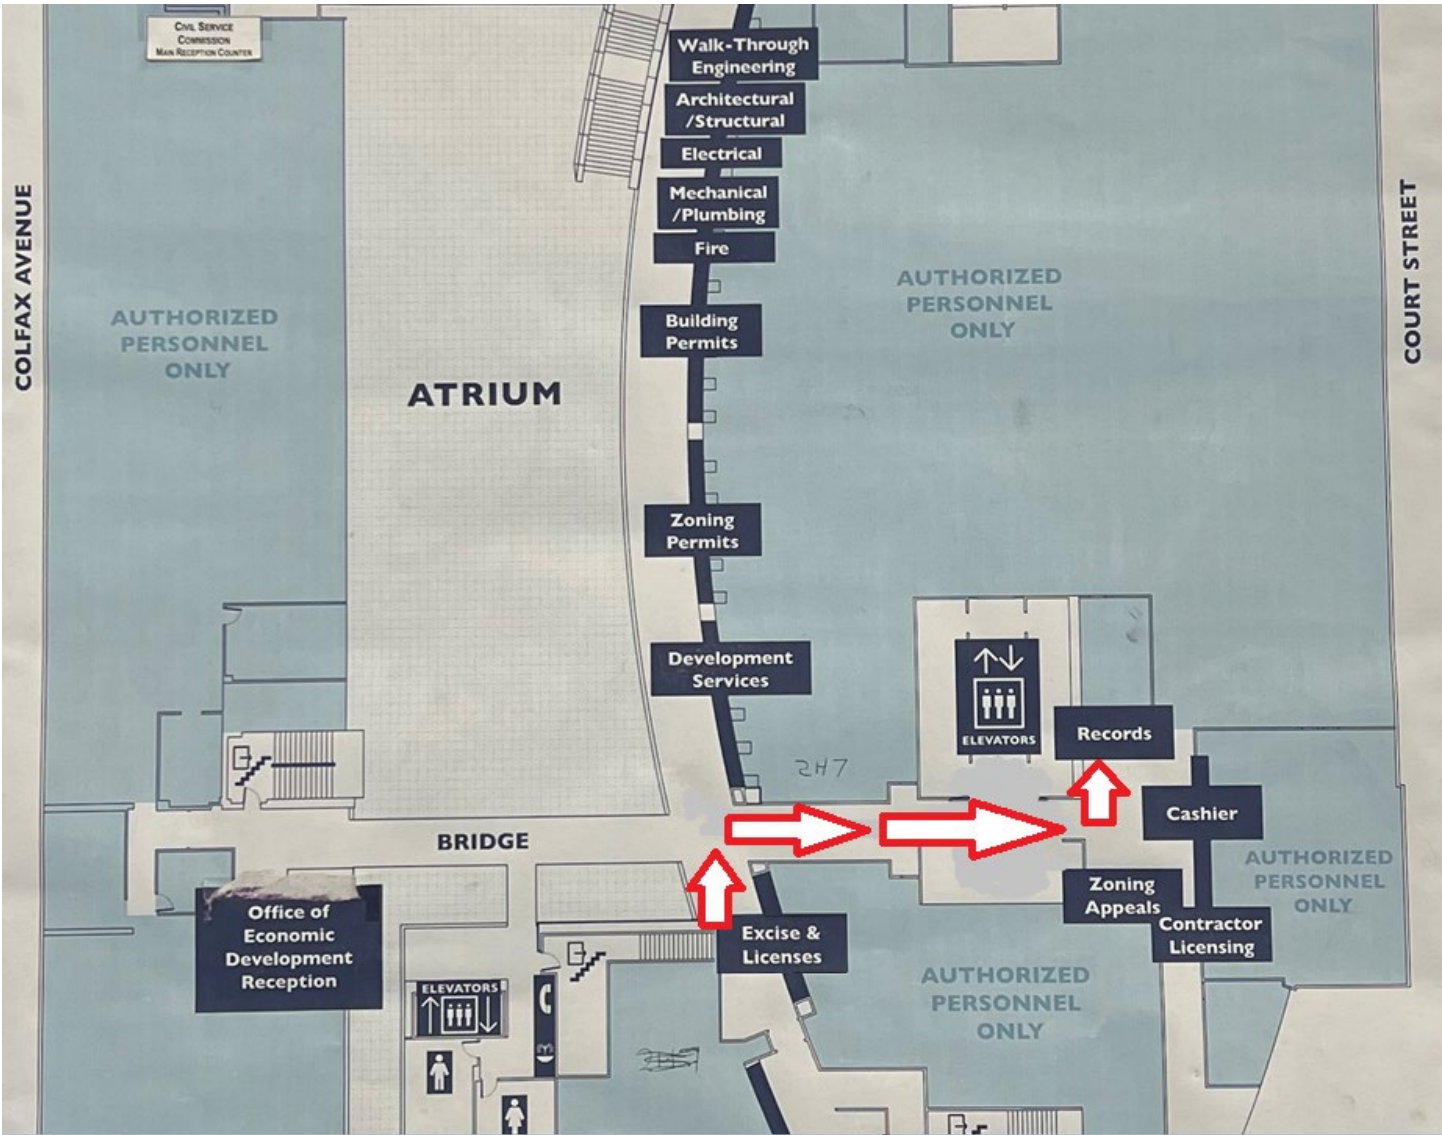 CIVIL SERVICE
COMMISSION
MAIN RECEPTION COUNTER
Walk-Through
Engineering
Architectural
/Structural
Electrical
Mechanical
/Plumbing
Fire
COLFAX AVENUE
AUTHORIZED
PERSONNEL
ONLY
ATRIUM
Building
Permits
AUTHORIZED
PERSONNEL
ONLY
COURT STREET
Zoning
Permits
Development
Services
ELEVATORS
Records
2H7
Cashier
BRIDGE
Zoning
Appeals
AUTHORIZED
PERSONNEL
ONLY
Contractor
Licensing
Office of
Economic
Development
Reception
Excise &
Licenses
ELEVATORS
AUTHORIZED
PERSONNEL
ONLY